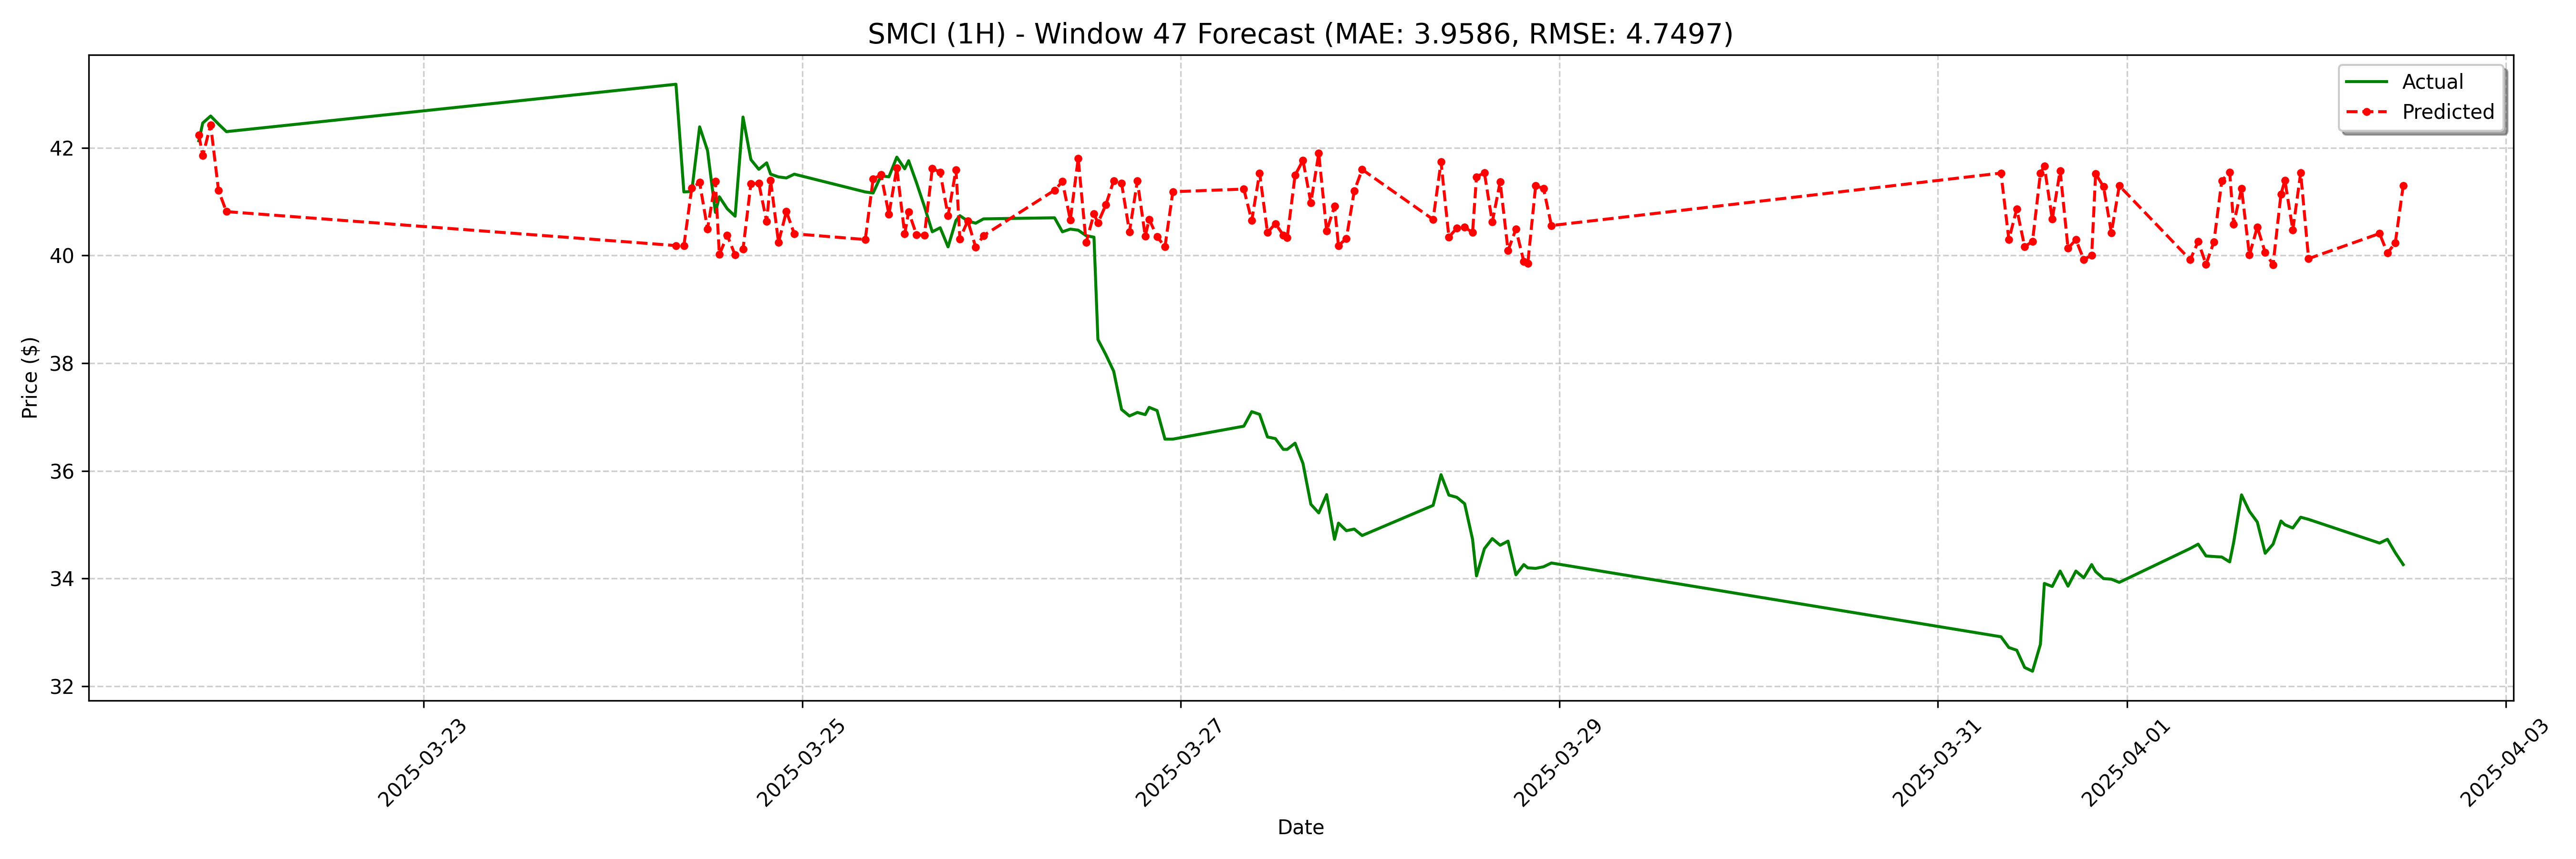 SMCI (1H) - Window 47 Forecast (MAE: 3.9586, RMSE: 4.7497)
Actual
Predicted
Price ($)
42
40
38
36
34
32
2025-03-23
2025-03-25
2025-03-27
2025-03-29
2025-03-31
2025-04-01
2025-04-03
Date